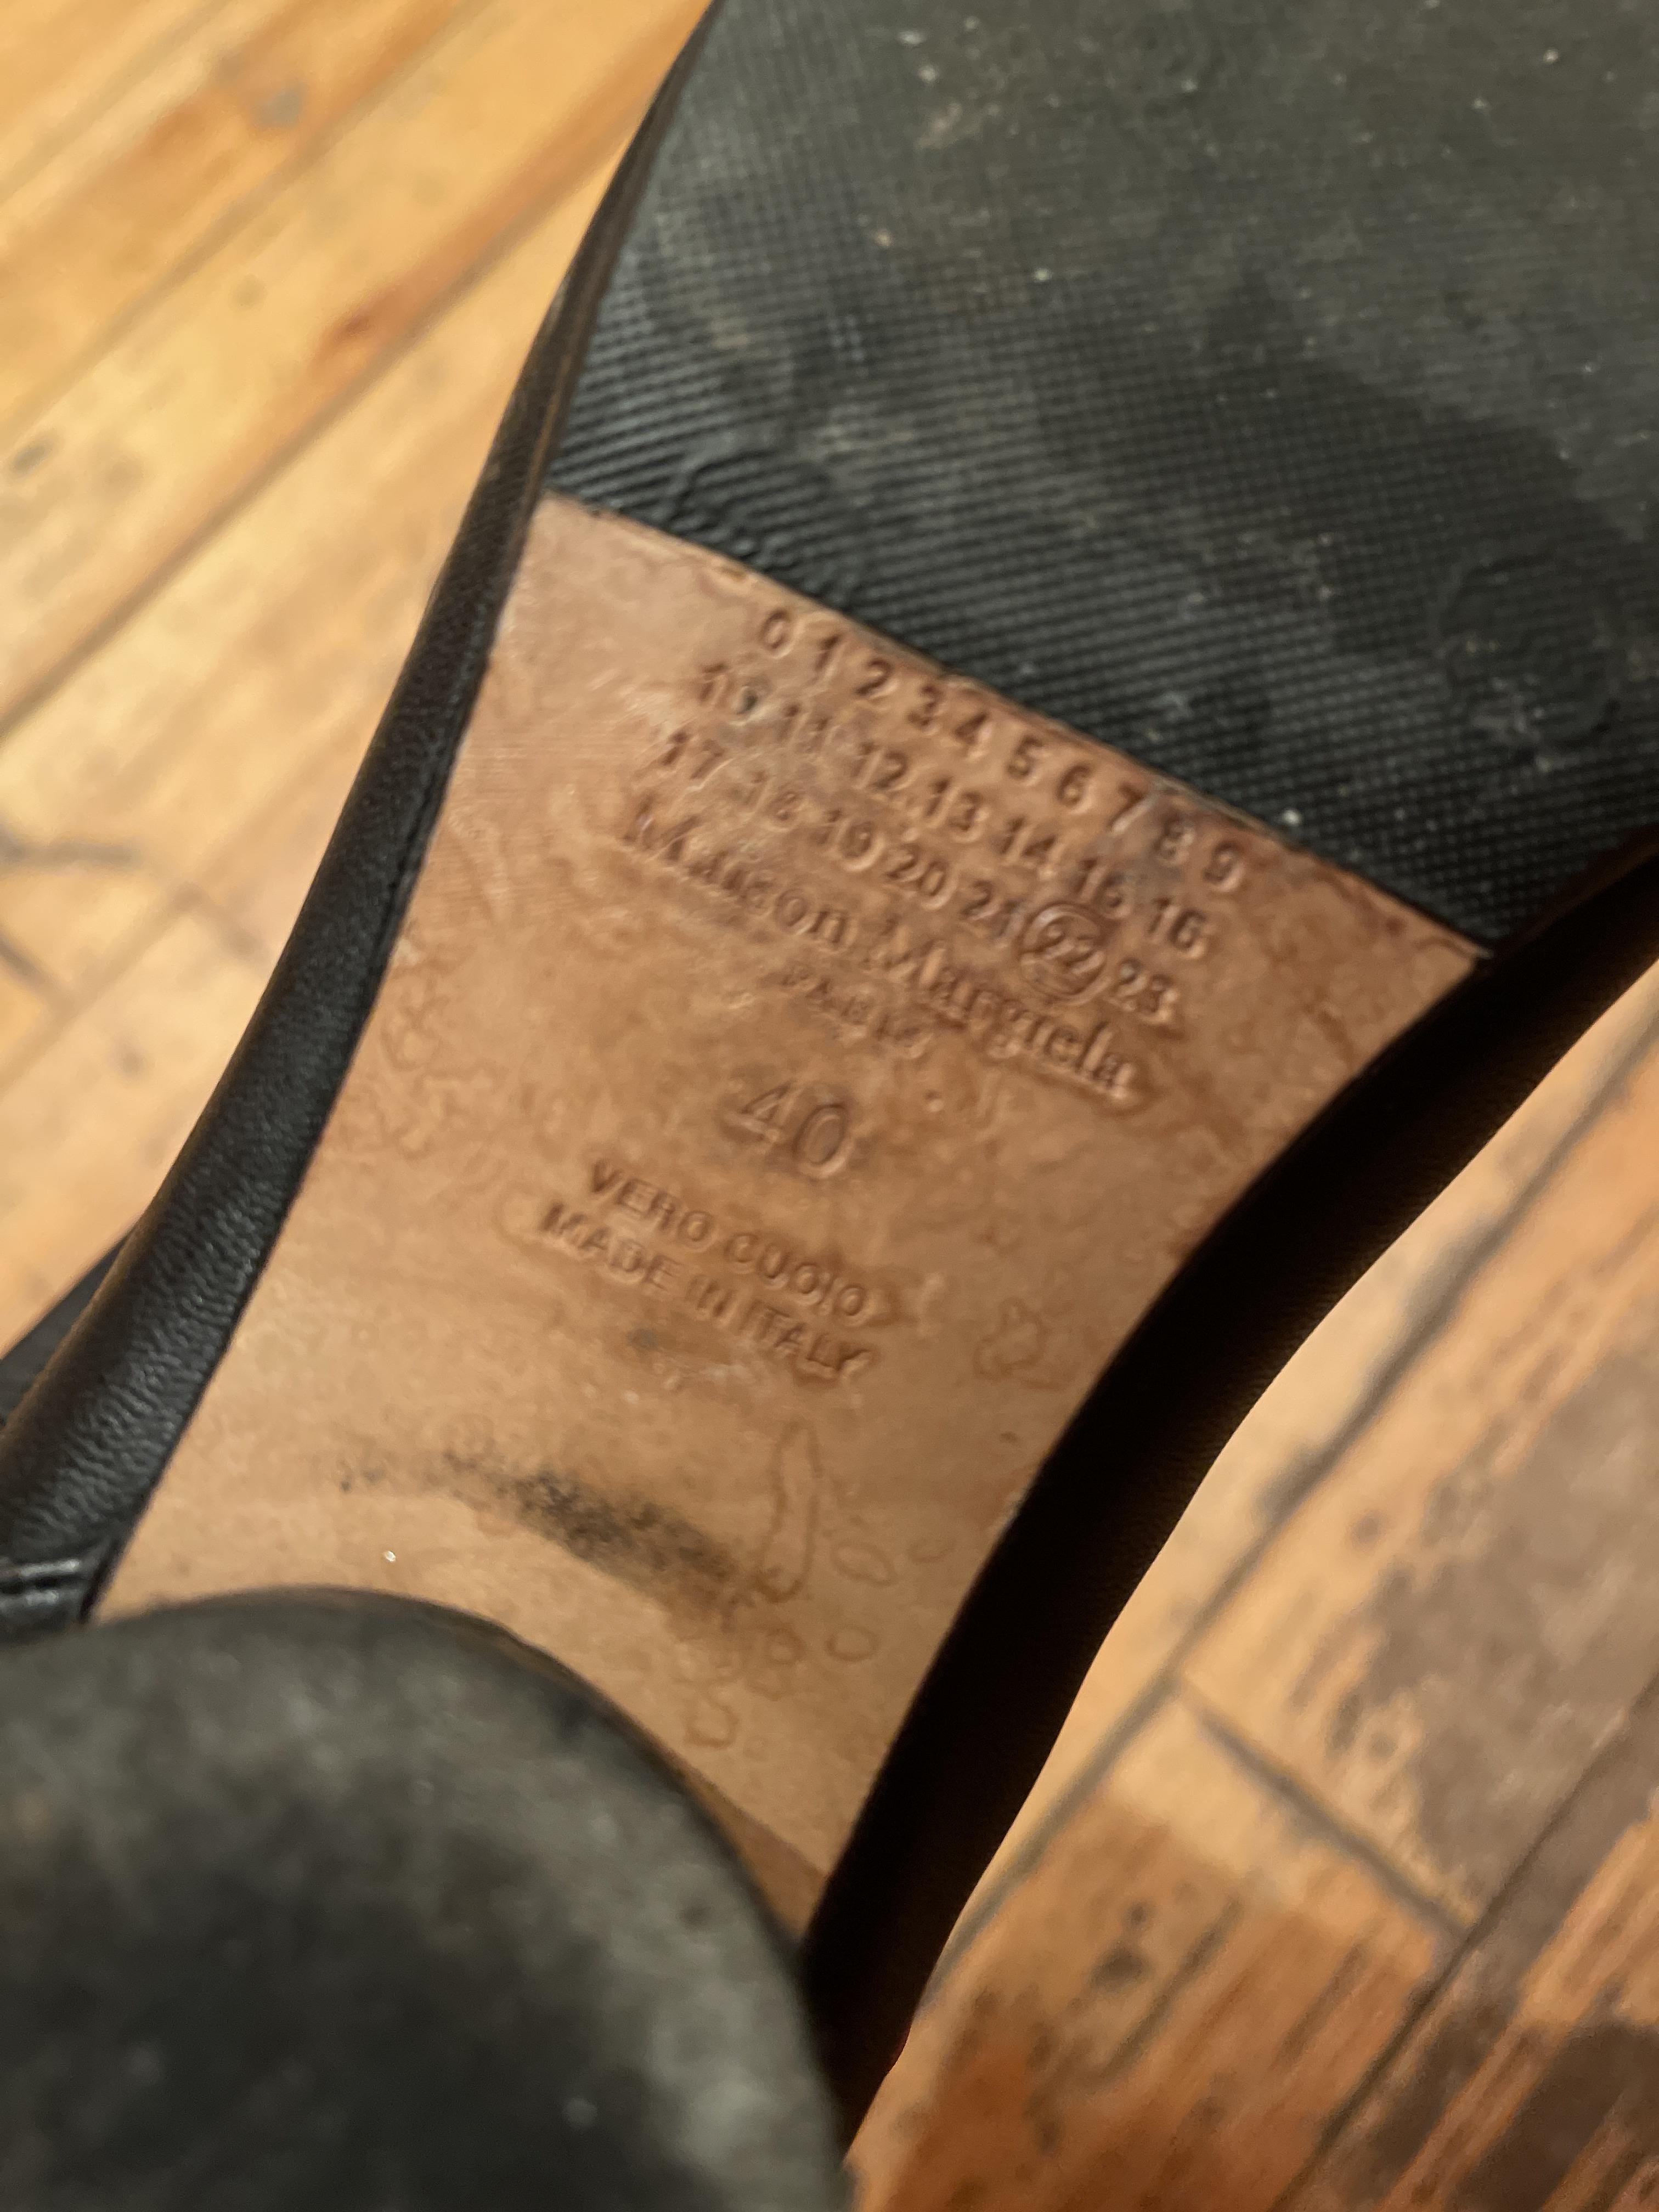 0 1 2 3 4 5 6 7 8 9
10 11 12 13 14 15 16
17 18 19 20 21 22 23
Maison Margiela
PARIS
40
VERO CUOIO
MADE IN ITALY